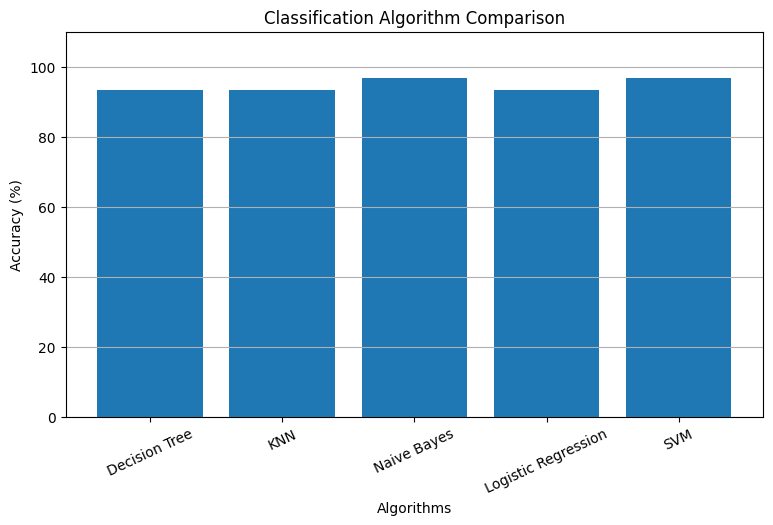 Classification Algorithm Comparison
Accuracy (%)
100
80
60
40
20
0
Decision Tree
KNN
Naive Bayes
Logistic Regression
SVM
Algorithms